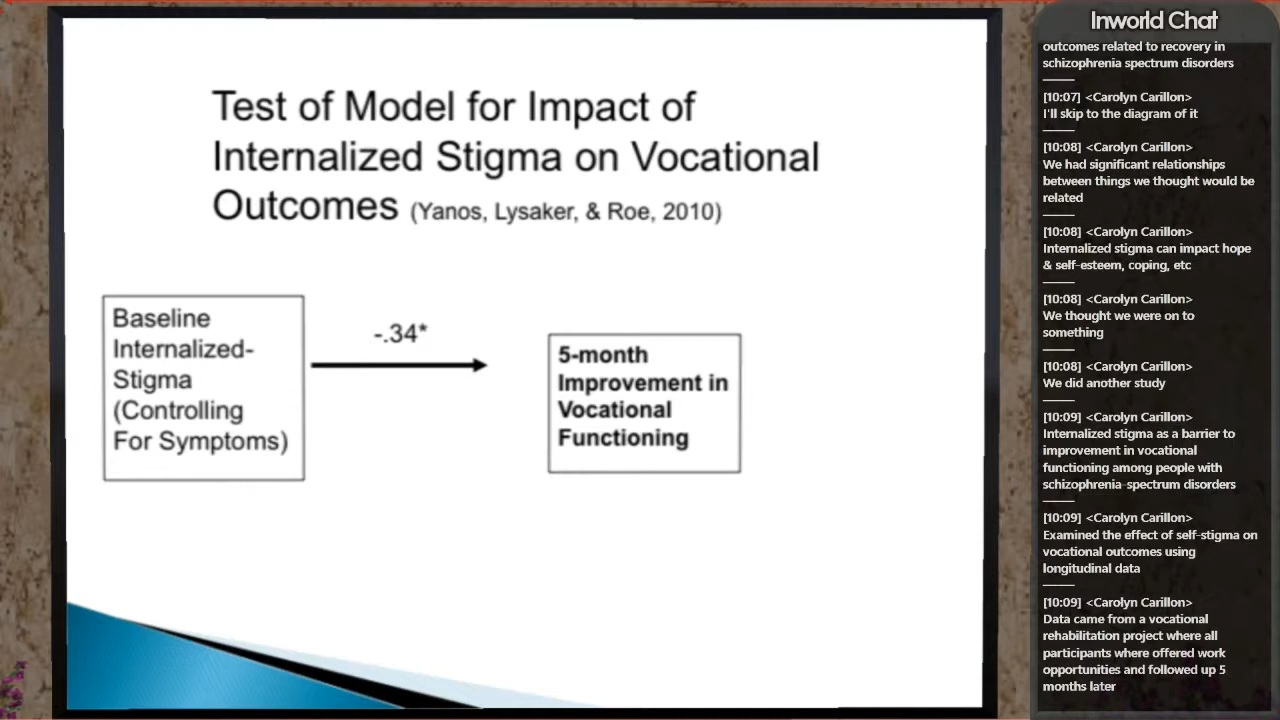 Test of Model for Impact of
Internalized Stigma on Vocational
Outcomes (Yanos, Lysaker, & Roe, 2010)
Baseline
Internalized-
Stigma
(Controlling
For Symptoms)
-.34*
5-month
Improvement in
Vocational
Functioning
Inworld Chat
outcomes related to recovery in
schizophrenia spectrum disorders
[10:07] <Carolyn Carillon>
I'll skip to the diagram of it
[10:08] <Carolyn Carillon>
We had significant relationships
between things we thought would be
related
[10:08] <Carolyn Carillon>
Internalized stigma can impact hope
& self-esteem, coping, etc
[10:08] <Carolyn Carillon>
We thought we were on to
something
[10:08] <Carolyn Carillon>
We did another study
[10:09] <Carolyn Carillon>
Internalized stigma as a barrier to
improvement in vocational
functioning among people with
schizophrenia-spectrum disorders
[10:09] <Carolyn Carillon>
Examined the effect of self-stigma on
vocational outcomes using
longitudinal data
[10:09] <Carolyn Carillon>
Data came from a vocational
rehabilitation project where all
participants where offered work
opportunities and followed up 5
months later